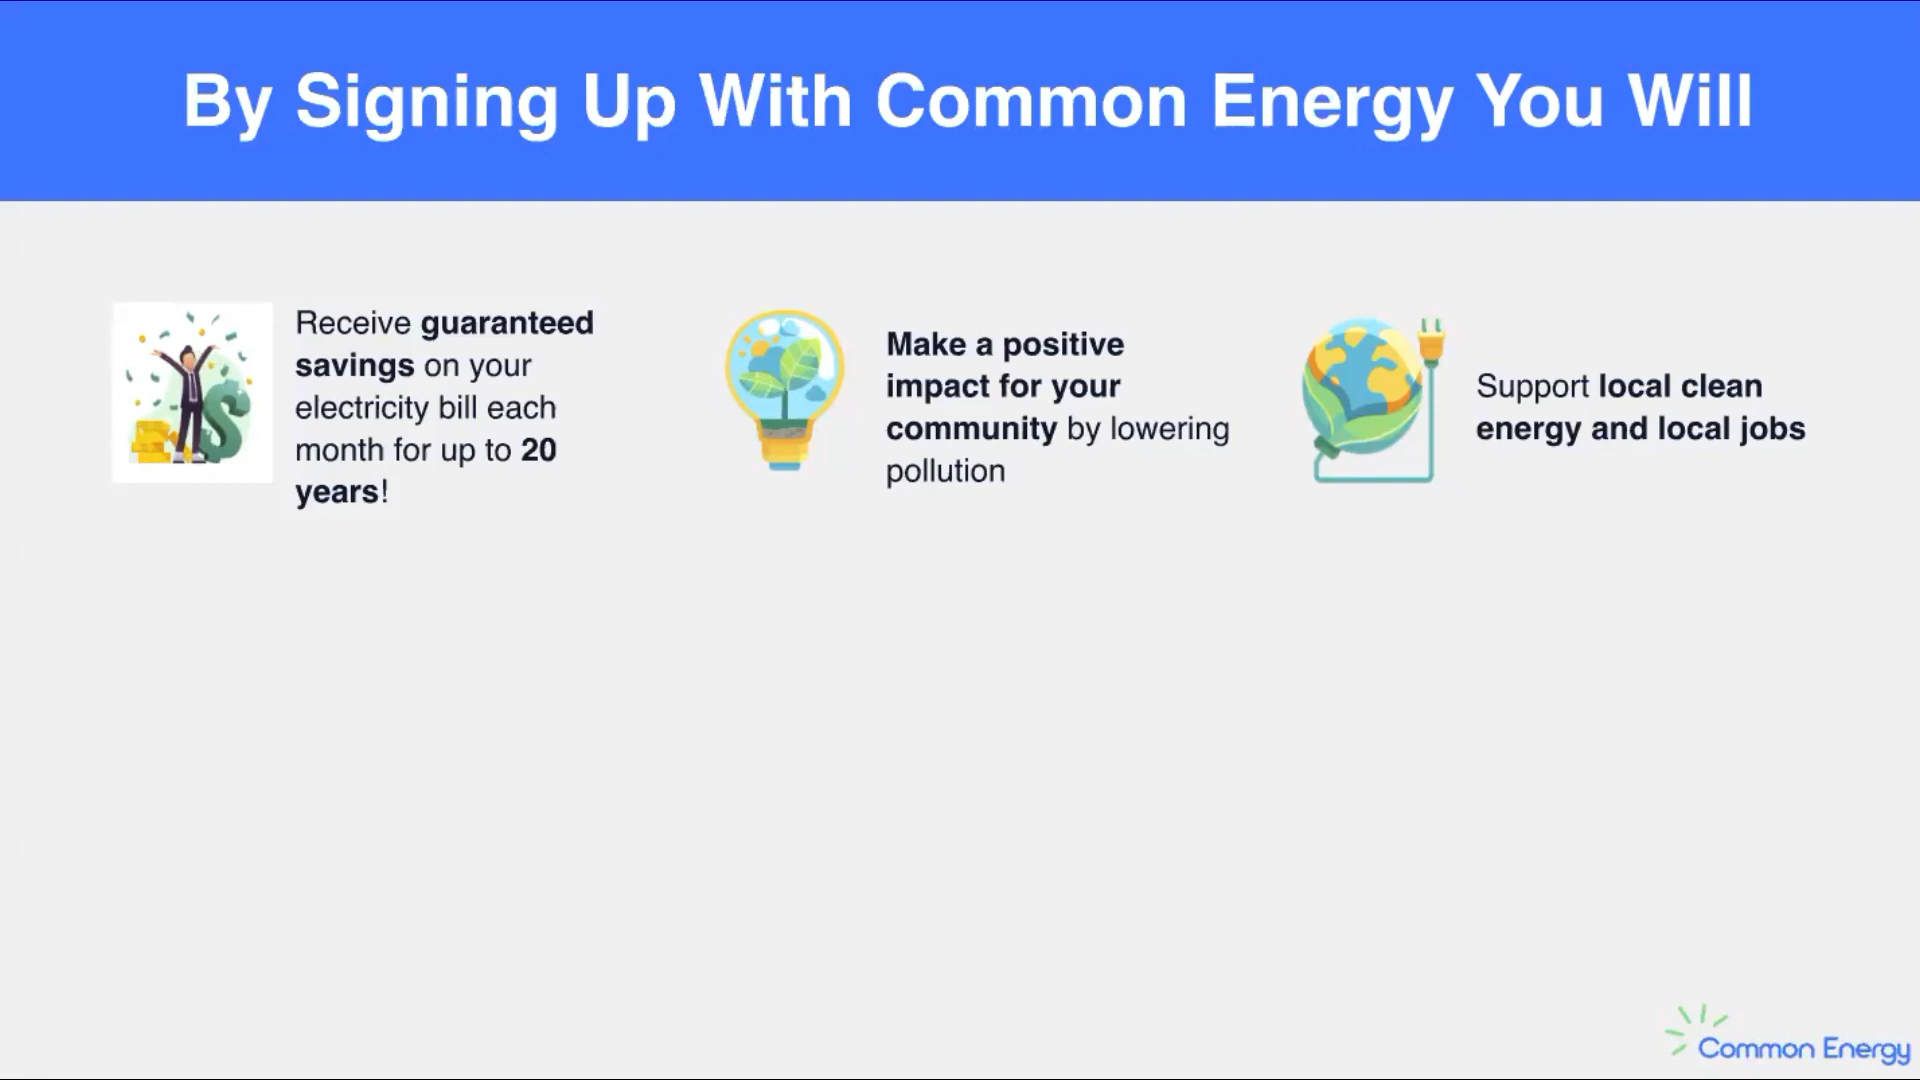 By Signing Up With Common Energy You Will
Receive guaranteed
savings on your
electricity bill each
month for up to 20
years!
Make a positive
impact for your
community by lowering
pollution
Support local clean
energy and local jobs
Common Energy